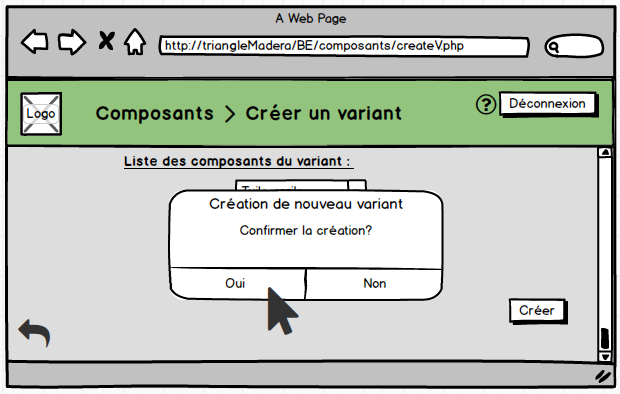 A Web Page
http://triangleMadera/BE/composants/createV.php
Logo
Composants > Créer un variant
?
Déconnexion
Liste des composants du variant :
Création de nouveau variant
Confirmer la création?
Oui
Non
Créer